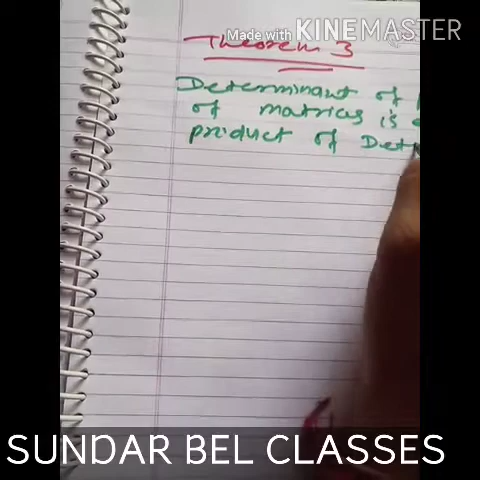 Made with KINEMASTER
Theorem 3
Determinant of
of matrices is
product of Det
SUNDAR BEL CLASSES